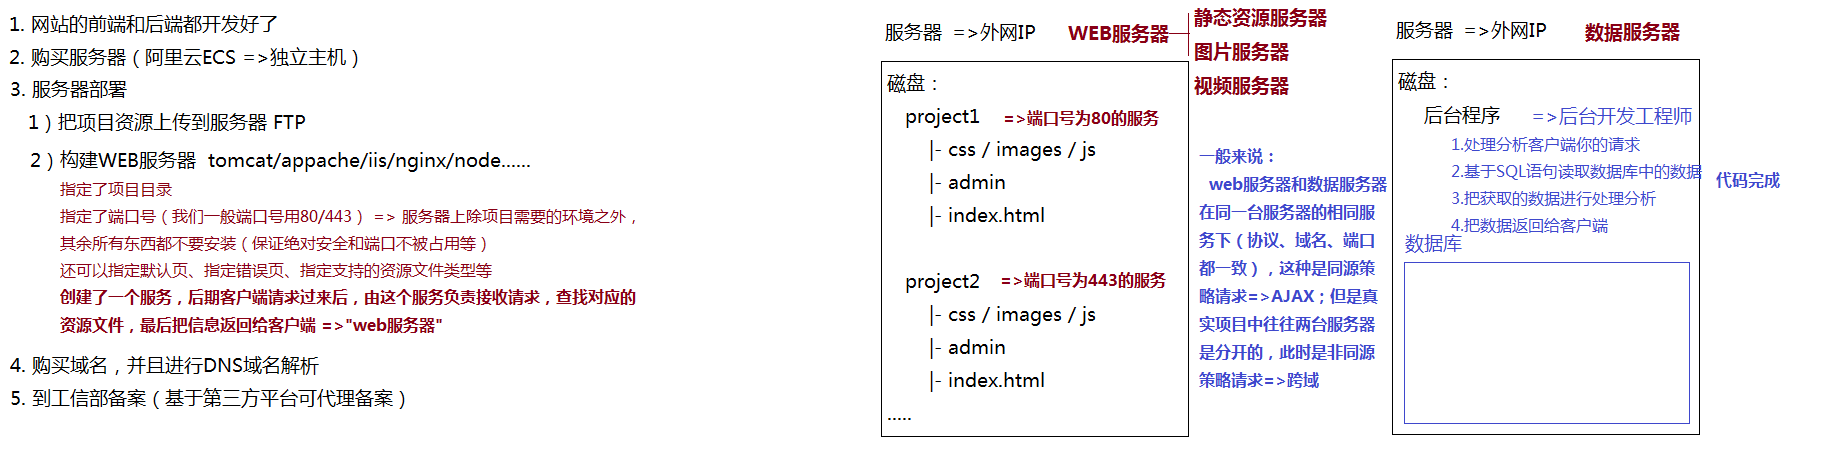 1. 网站的前端和后端都开发好了
2. 购买服务器（阿里云ECS =>独立主机）
3. 服务器部署
1）把项目资源上传到服务器 FTP
2）构建WEB服务器 tomcat/appache/iis/nginx/node......
指定了项目目录
指定了端口号（我们一般端口号用80/443） => 服务器上除项目需要的环境之外，
其余所有东西都不要安装（保证绝对安全和端口不被占用等）
还可以指定默认页、指定错误页、指定支持的资源文件类型等
创建了一个服务，后期客户端请求过来后，由这个服务负责接收请求，查找对应的
资源文件，最后把信息返回给客户端 =>"web服务器"
4. 购买域名，并且进行DNS域名解析
5. 到工信部备案（基于第三方平台可代理备案）
服务器 =>外网IP WEB服务器
静态资源服务器
图片服务器
视频服务器
磁盘：
project1 =>端口号为80的服务
|- css / images / js
|- admin
|- index.html
project2 =>端口号为443的服务
|- css / images / js
|- admin
|- index.html
.....
一般来说：
web服务器和数据服务器
在同一台服务器的相同服
务下（协议、域名、端口
都一致），这种是同源策
略请求=>AJAX；但是真
实项目中往往两台服务器
是分开的，此时是非同源
策略请求=>跨域
服务器 =>外网IP 数据服务器
磁盘：
后台程序 =>后台开发工程师
1.处理分析客户端你的请求
2.基于SQL语句读取数据库中的数据
3.把获取的数据进行处理分析
4.把数据返回给客户端
代码完成
数据库